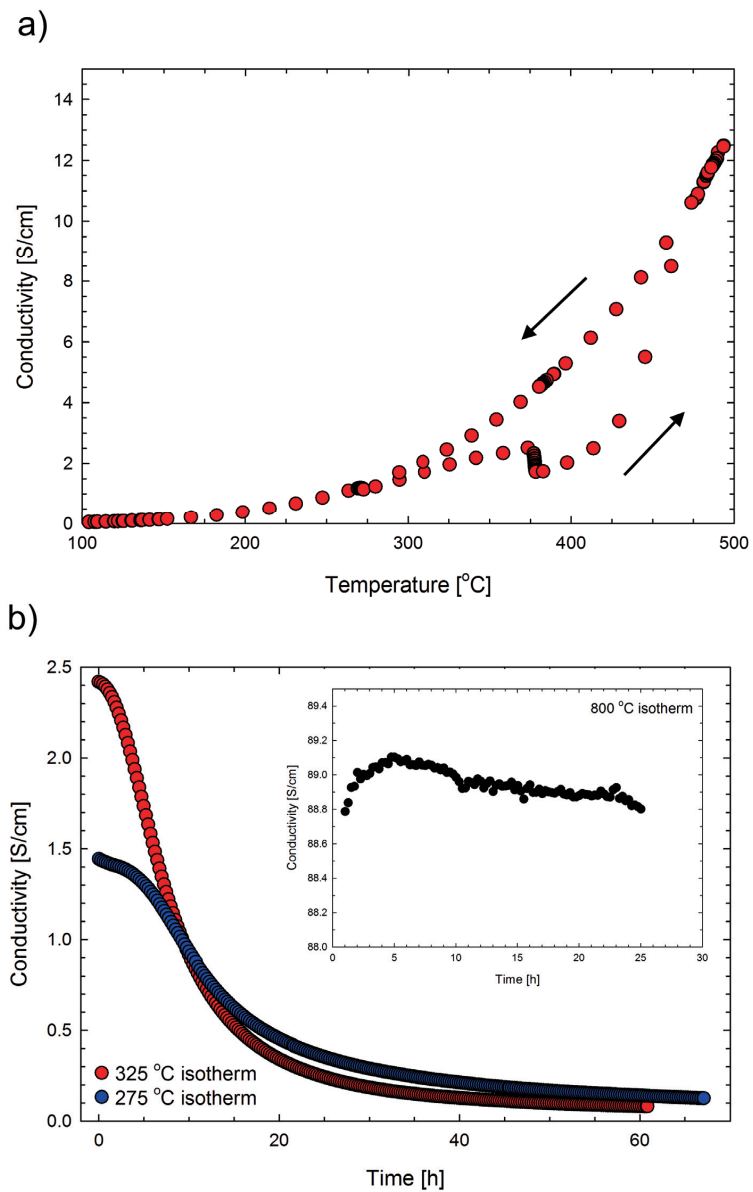 a)
Conductivity [S/cm]
14
12
10
8
6
4
2
0
100 200 300 400 500
Temperature [°C]
b)
Conductivity [S/cm]
2.5
2.0
1.5
1.0
0.5
0.0
0 20 40 60
Time [h]
325 °C isotherm
275 °C isotherm
800 °C isotherm
Conductivity [S/cm]
89.4
89.2
89.0
88.8
88.6
88.4
88.2
88.0
0 5 10 15 20 25 30
Time [h]